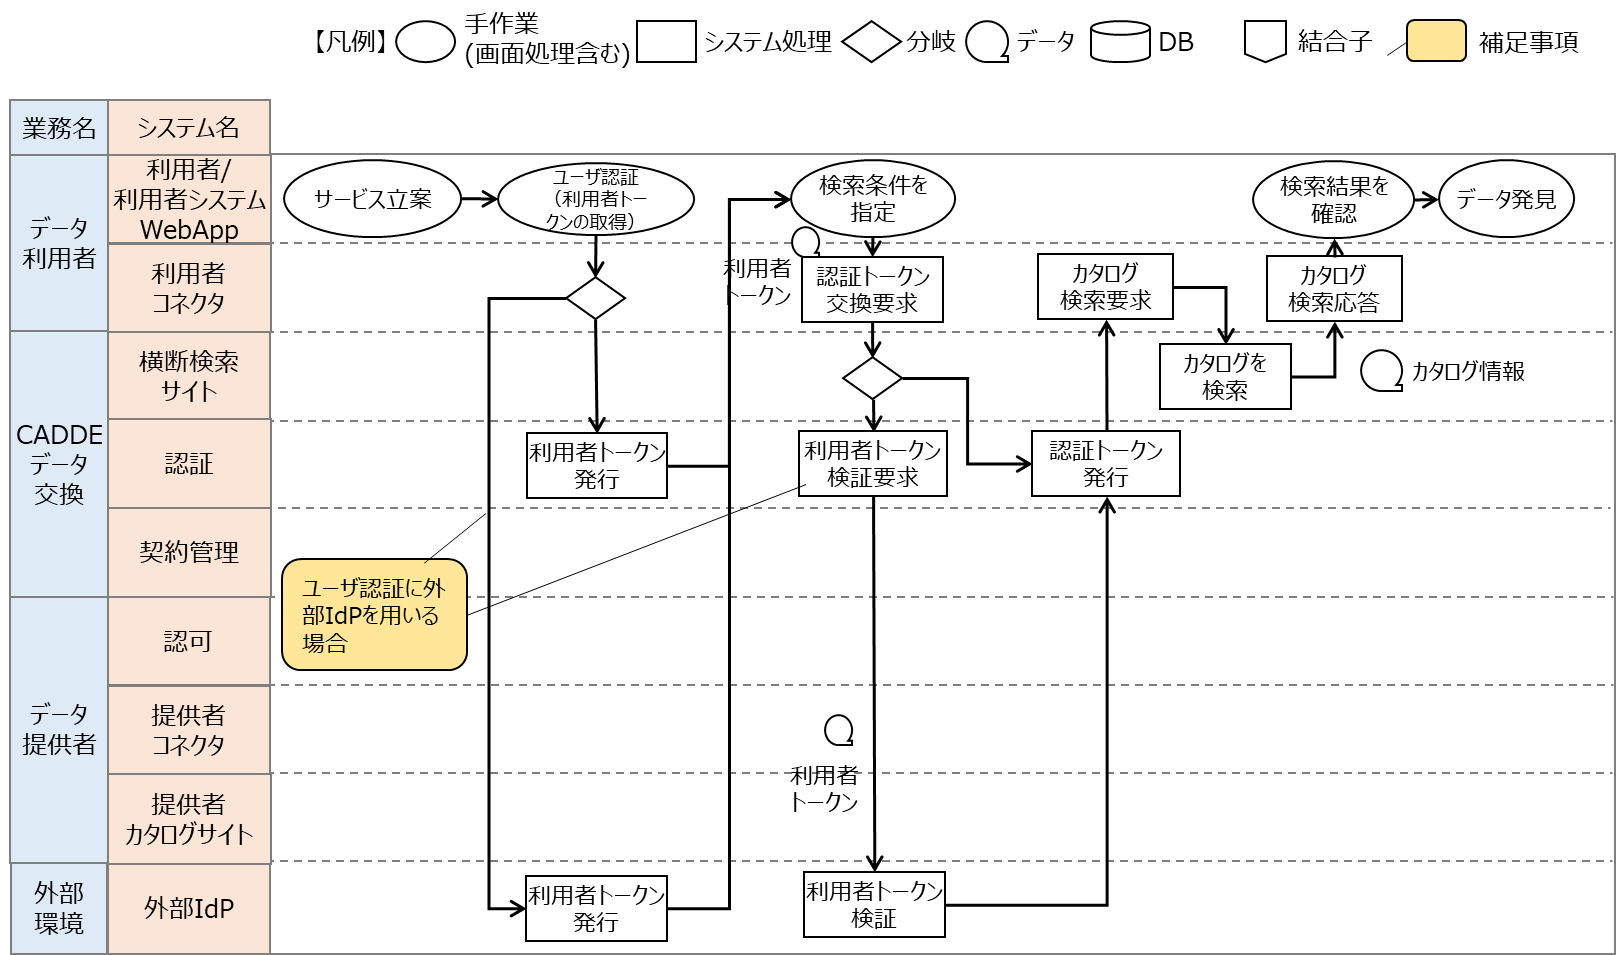 【凡例】
手作業
(画面処理含む)
システム処理
分岐
データ
DB
結合子
補足事項
業務名
システム名
データ
利用者
利用者/
利用者システム
WebApp
利用者
コネクタ
CADDE
データ
交換
横断検索
サイト
認証
契約管理
データ
提供者
認可
提供者
コネクタ
提供者
カタログサイト
外部
環境
外部IdP
サービス立案
ユーザ認証
（利用者トー
クンの取得）
検索条件を
指定
検索結果を
確認
データ発見
利用者
トークン
認証トークン
交換要求
カタログ
検索要求
カタログ
検索応答
カタログを
検索
カタログ情報
利用者トークン
発行
利用者トークン
検証要求
認証トークン
発行
ユーザ認証に外
部IdPを用いる
場合
利用者
トークン
利用者トークン
発行
利用者トークン
検証